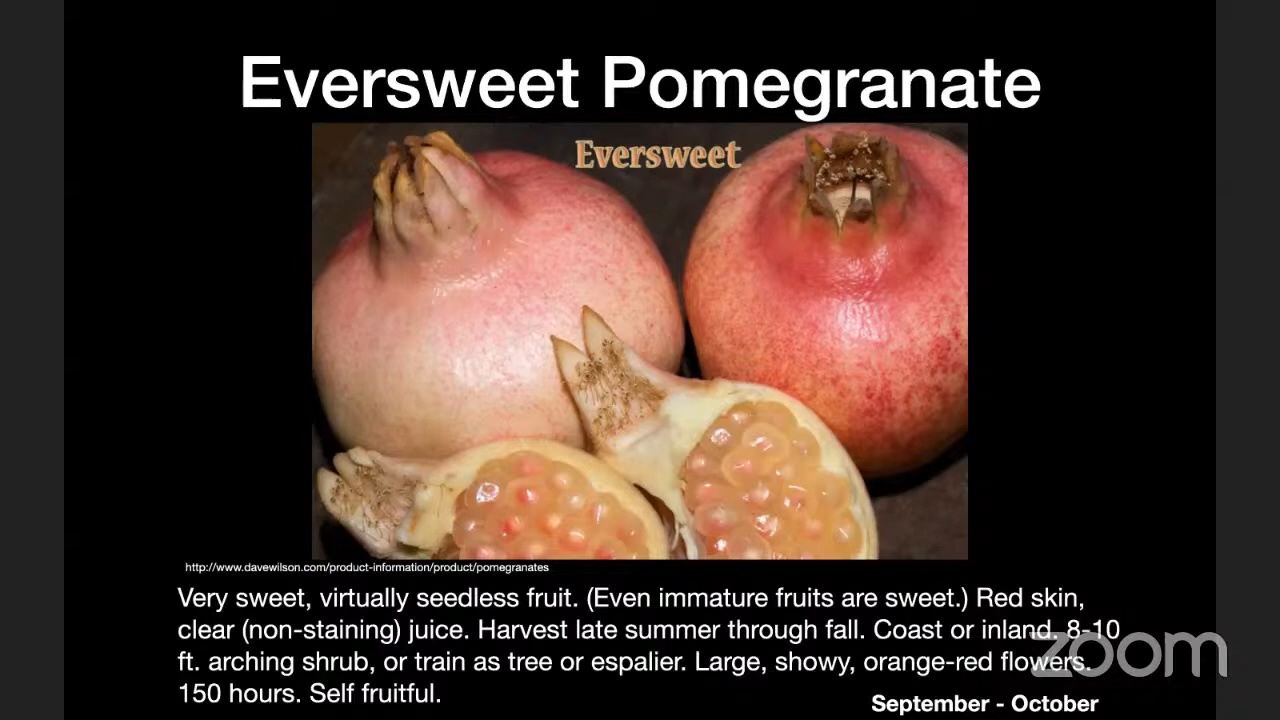 Eversweet Pomegranate
Eversweet
http://www.davewilson.com/product-information/product/pomegranates
Very sweet, virtually seedless fruit. (Even immature fruits are sweet.) Red skin,
clear (non-staining) juice. Harvest late summer through fall. Coast or inland. 8-10
ft. arching shrub, or train as tree or espalier. Large, showy, orange-red flowers.
150 hours. Self fruitful.
September - October
zoom